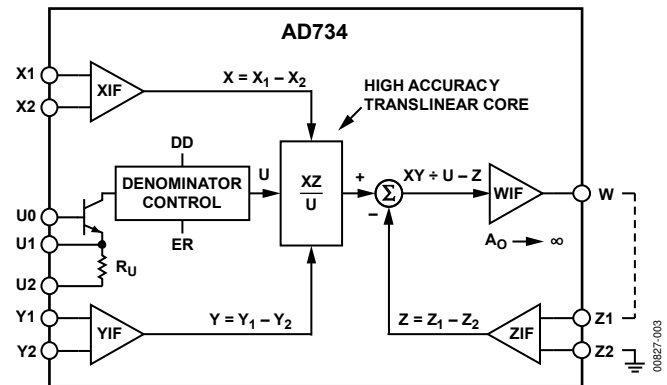 AD734
X1
X2
XIF
X = X1 – X2
HIGH ACCURACY
TRANSLINEAR CORE
DD
DENOMINATOR
CONTROL
ER
U
XZ
U
+
Σ
–
XY ÷ U – Z
WIF
W
AO → ∞
U0
U1
U2
RU
Y1
Y2
YIF
Y = Y1 – Y2
Z = Z1 – Z2
ZIF
Z1
Z2
00827-003